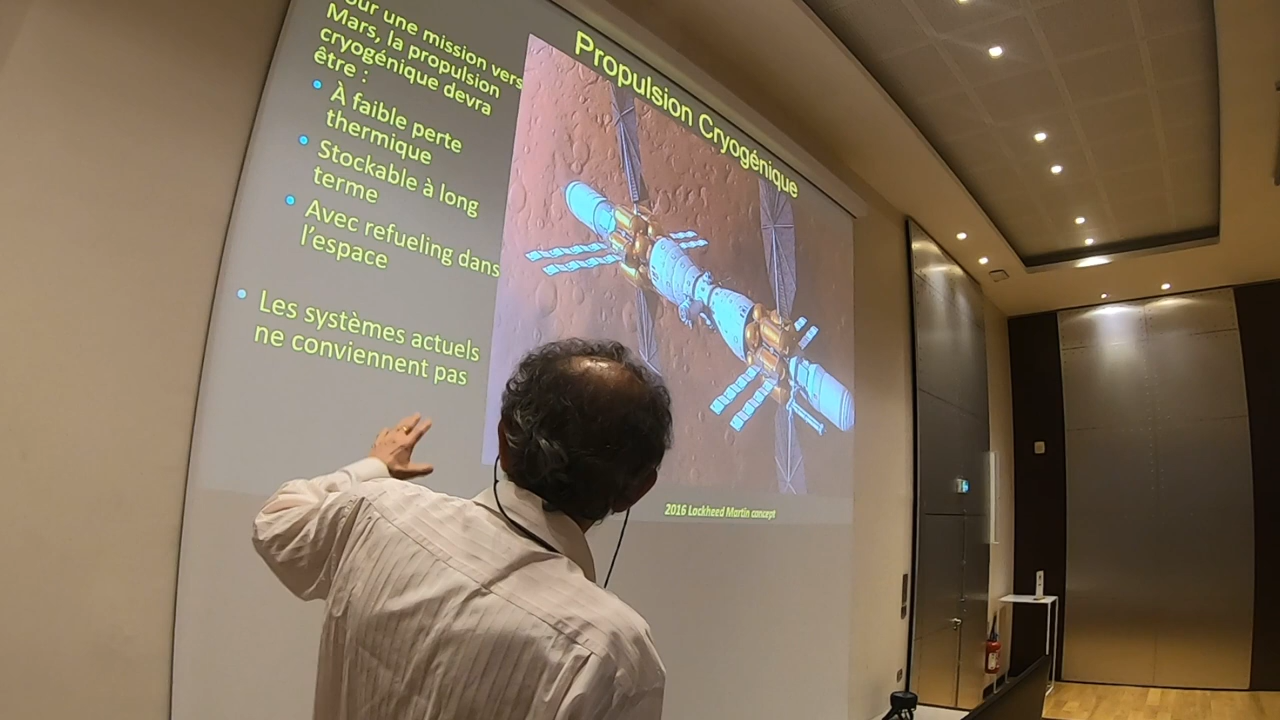 Propulsion Cryogénique
our une mission vers
Mars, la propulsion
cryogénique devra
être :
À faible perte
thermique
Stockable à long
terme
Avec refueling dans
l'espace
Les systèmes actuels
ne conviennent pas
2016 Lockheed Martin concept